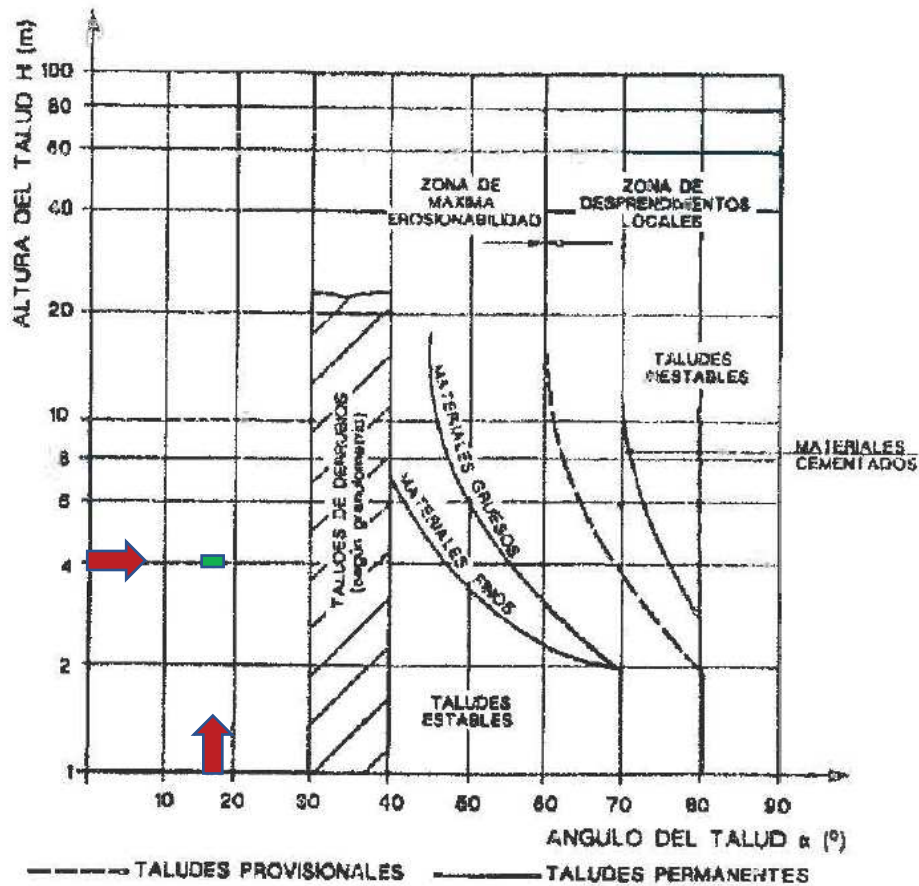 ALTURA DEL TALUD H (m)
100
80
60
40
20
10
8
6
4
2
1
ZONA DE
MAXIMA
EROSIONABILIDAD
ZONA DE
DESPRENDIMIENTOS
LOCALES
TALUDES
INESTABLES
MATERIALES
CEMENTADOS
TALUDES DE DERRUBIOS
(según granulometría)
MATERIALES GRUESOS
MATERIALES FINOS
TALUDES
ESTABLES
10 20 30 40 50 60 70 80 90
ANGULO DEL TALUD α (º)
TALUDES PROVISIONALES TALUDES PERMANENTES